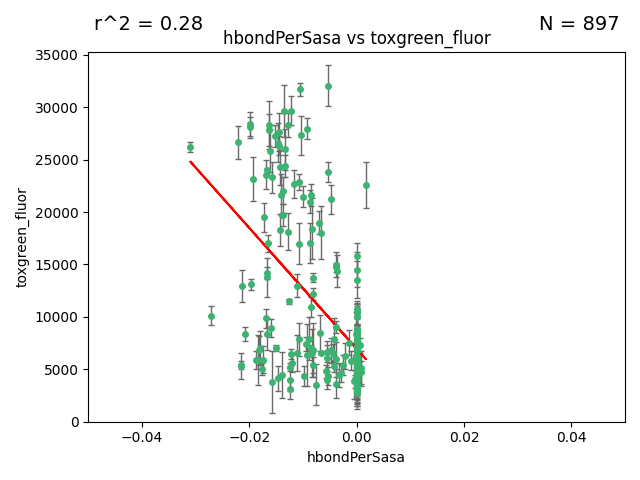 r^2 = 0.28
N = 897
hbondPerSasa vs toxgreen_fluor
toxgreen_fluor
35000
30000
25000
20000
15000
10000
5000
0
−0.04
−0.02
0.00
0.02
0.04
hbondPerSasa